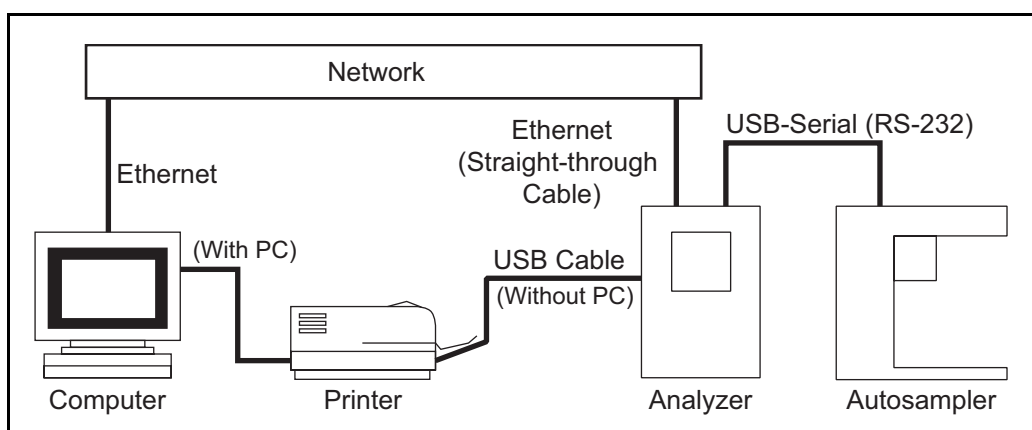 Network
Ethernet
(Straight-through
Cable)
USB-Serial (RS-232)
Ethernet
(With PC)
USB Cable
(Without PC)
Computer
Printer
Analyzer
Autosampler